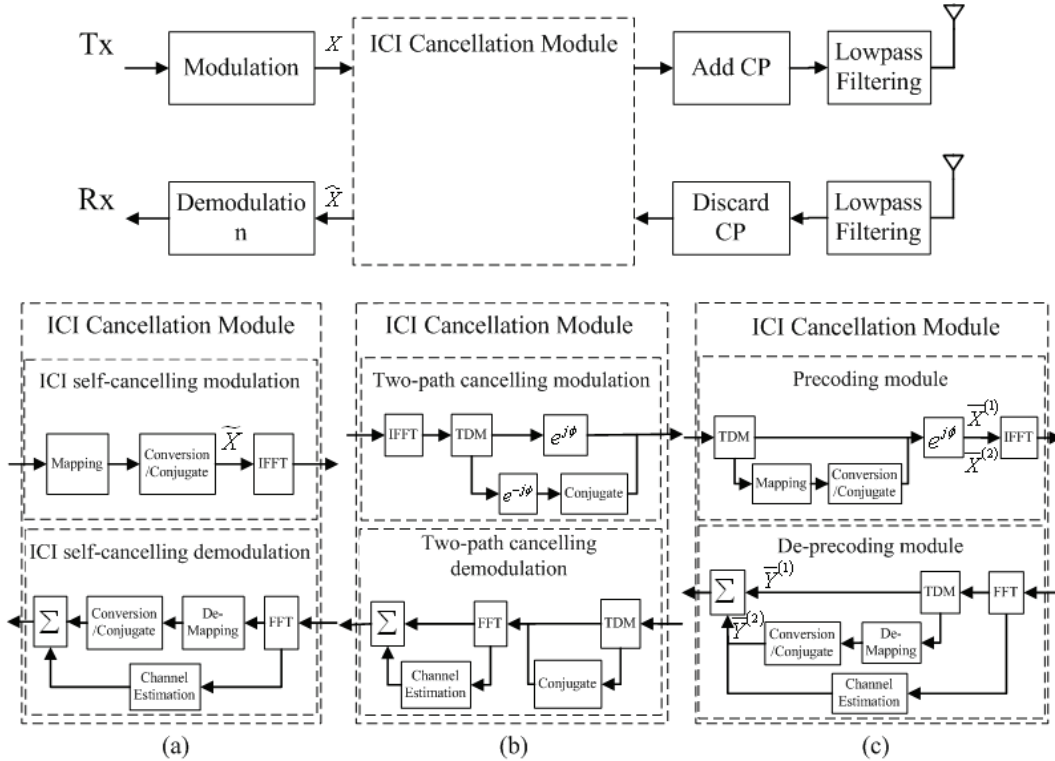 Tx
Modulation
X
ICI Cancellation Module
Add CP
Lowpass
Filtering
Rx
Demodulatio
n
X̂
Discard
CP
Lowpass
Filtering
ICI Cancellation Module
ICI self-cancelling modulation
Mapping
Conversion
/Conjugate
X̃
IFFT
ICI self-cancelling demodulation
∑
Conversion
/Conjugate
De-
Mapping
FFT
Channel
Estimation
(a)
ICI Cancellation Module
Two-path cancelling modulation
IFFT
TDM
e^{jϕ}
e^{-jϕ}
Conjugate
Two-path cancelling
demodulation
∑
FFT
TDM
Channel
Estimation
Conjugate
(b)
ICI Cancellation Module
Precoding module
TDM
Mapping
Conversion
/Conjugate
e^{jϕ}
X̅^{(1)}
X̅^{(2)}
IFFT
De-precoding module
∑
Y̅^{(1)}
Y̅^{(2)}
TDM
FFT
Conversion
/Conjugate
De-
Mapping
Channel
Estimation
(c)